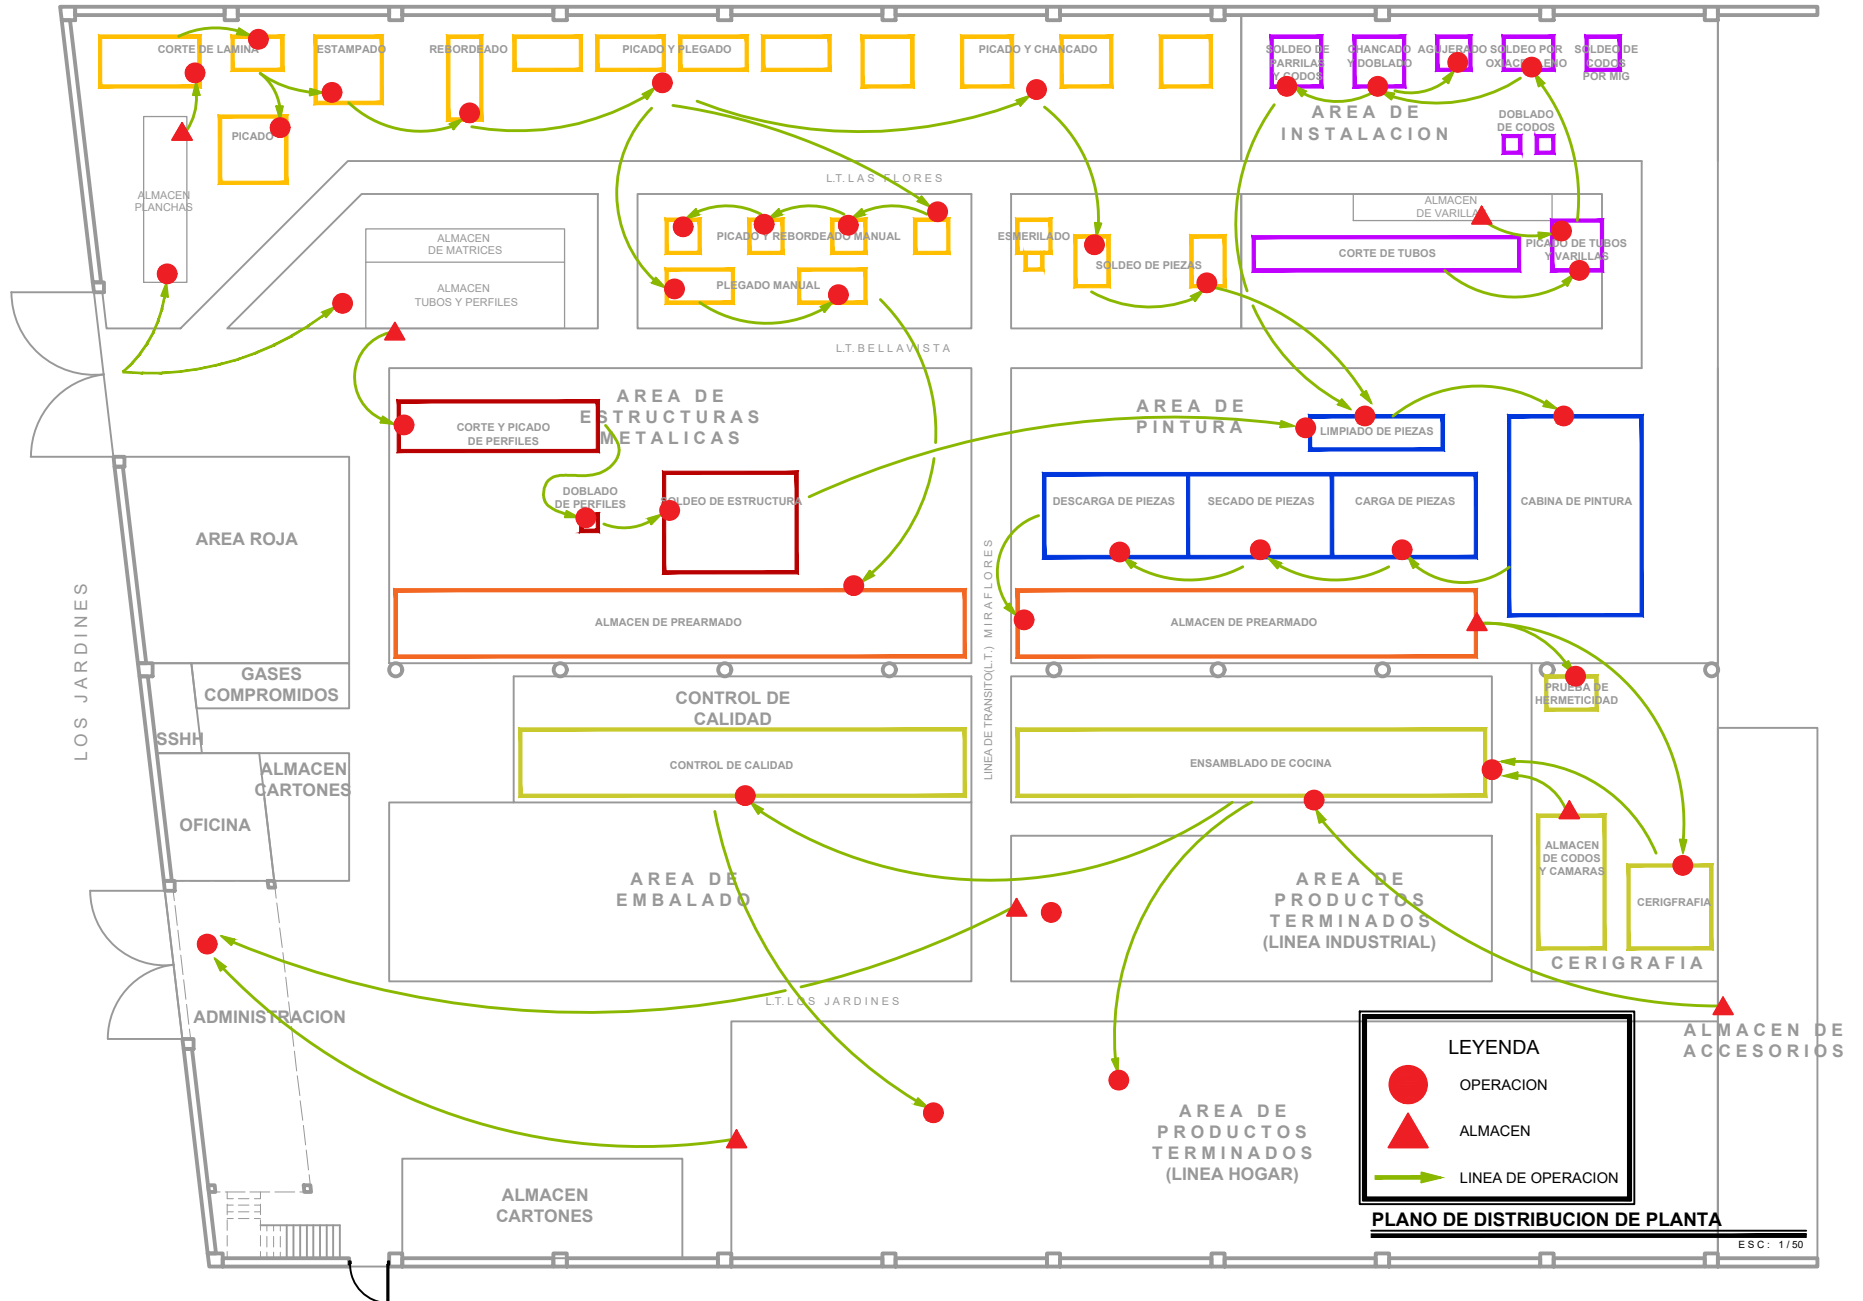 CORTE DE LAMINA
ESTAMPADO
REBORDEADO
PICADO Y PLEGADO
PICADO Y CHANCADO
SOLDEO DE
PARRILAS
Y CODOS
CHANCADO
Y DOBLADO
AGUJERADO
SOLDEO POR
OXIACETILENO
SOLDEO DE
CODOS
POR MIG
AREA DE
INSTALACION
DOBLADO
DE CODOS
PICADO
ALMACEN
PLANCHAS
L.T. LAS FLORES
ALMACEN
DE MATRICES
ALMACEN
TUBOS Y PERFILES
PICADO Y REBORDEADO MANUAL
PLEGADO MANUAL
ESMERILADO
SOLDEO DE PIEZAS
ALMACEN
DE VARILLA
CORTE DE TUBOS
PICADO DE TUBOS
Y VARILLAS
L.T. BELLAVISTA
AREA DE
ESTRUCTURAS
METALICAS
CORTE Y PICADO
DE PERFILES
DOBLADO
DE PERFILES
SOLDEO DE ESTRUCTURA
AREA DE
PINTURA
LIMPIADO DE PIEZAS
DESCARGA DE PIEZAS
SECADO DE PIEZAS
CARGA DE PIEZAS
CABINA DE PINTURA
AREA ROJA
LOS JARDINES
LINEA DE TRANSITO(L.T.) MIRAFLORES
ALMACEN DE PREARMADO
ALMACEN DE PREARMADO
GASES
COMPROMIDOS
SSHH
ALMACEN
CARTONES
OFICINA
CONTROL DE
CALIDAD
CONTROL DE CALIDAD
ENSAMBLADO DE COCINA
PRUEBA DE
HERMETICIDAD
ALMACEN
DE CODOS
Y CAMARAS
CERIGFRAFIA
CERIGRAFIA
AREA DE
EMBALADO
AREA DE
PRODUCTOS
TERMINADOS
(LINEA INDUSTRIAL)
L.T. LOS JARDINES
ADMINISTRACION
ALMACEN DE
ACCESORIOS
AREA DE
PRODUCTOS
TERMINADOS
(LINEA HOGAR)
ALMACEN
CARTONES
LEYENDA
OPERACION
ALMACEN
LINEA DE OPERACION
PLANO DE DISTRIBUCION DE PLANTA
ESC: 1/50